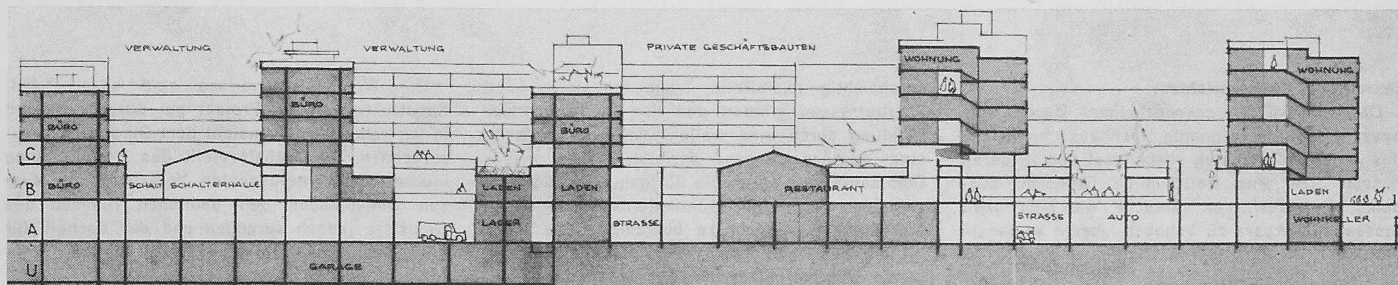 VERWALTUNG VERWALTUNG PRIVATE GESCHÄFTSBAUTEN
WOHNUNG WOHNUNG
BÜRO
BÜRO BÜRO
C
B BÜRO SCHALT SCHALTERHALLE LADEN LADEN RESTAURANT LADEN
A LAGER STRASSE STRASSE AUTO WOHNKELLER
U GARAGE